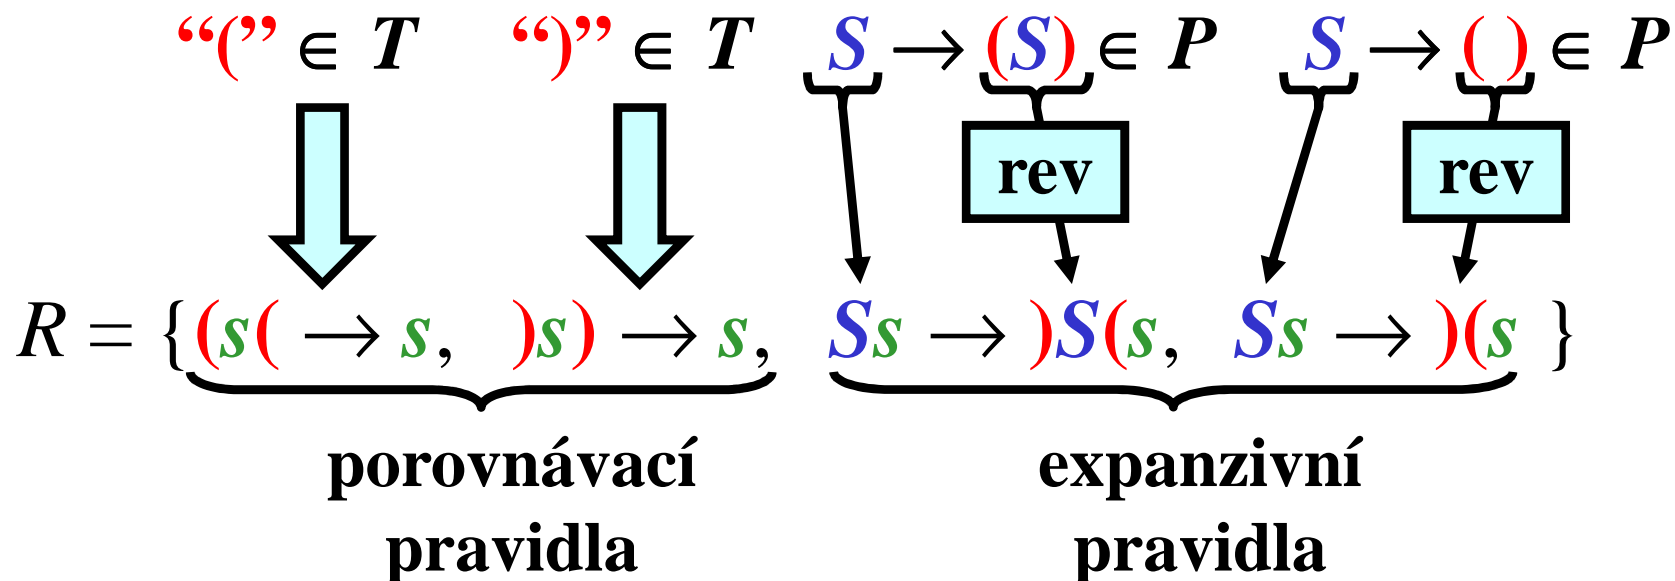 “(” ∈ T “)” ∈ T S → (S) ∈ P S → ( ) ∈ P
rev rev
R = {(s( → s, )s) → s, Ss → )S(s, Ss → )(s }
porovnávací expanzivní
pravidla pravidla